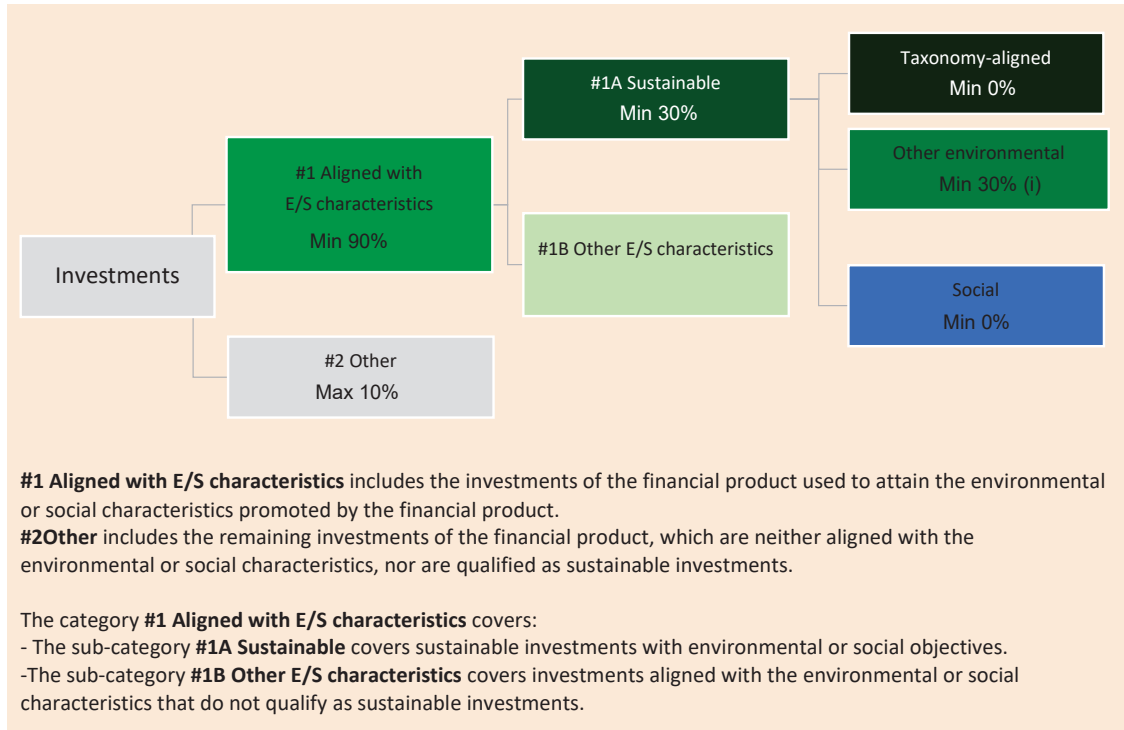 Investments
#1 Aligned with
E/S characteristics
Min 90%
#2 Other
Max 10%
#1A Sustainable
Min 30%
#1B Other E/S characteristics
Taxonomy-aligned
Min 0%
Other environmental
Min 30% (i)
Social
Min 0%
#1 Aligned with E/S characteristics includes the investments of the financial product used to attain the environmental
or social characteristics promoted by the financial product.
#2Other includes the remaining investments of the financial product, which are neither aligned with the
environmental or social characteristics, nor are qualified as sustainable investments.
The category #1 Aligned with E/S characteristics covers:
- The sub-category #1A Sustainable covers sustainable investments with environmental or social objectives.
-The sub-category #1B Other E/S characteristics covers investments aligned with the environmental or social
characteristics that do not qualify as sustainable investments.